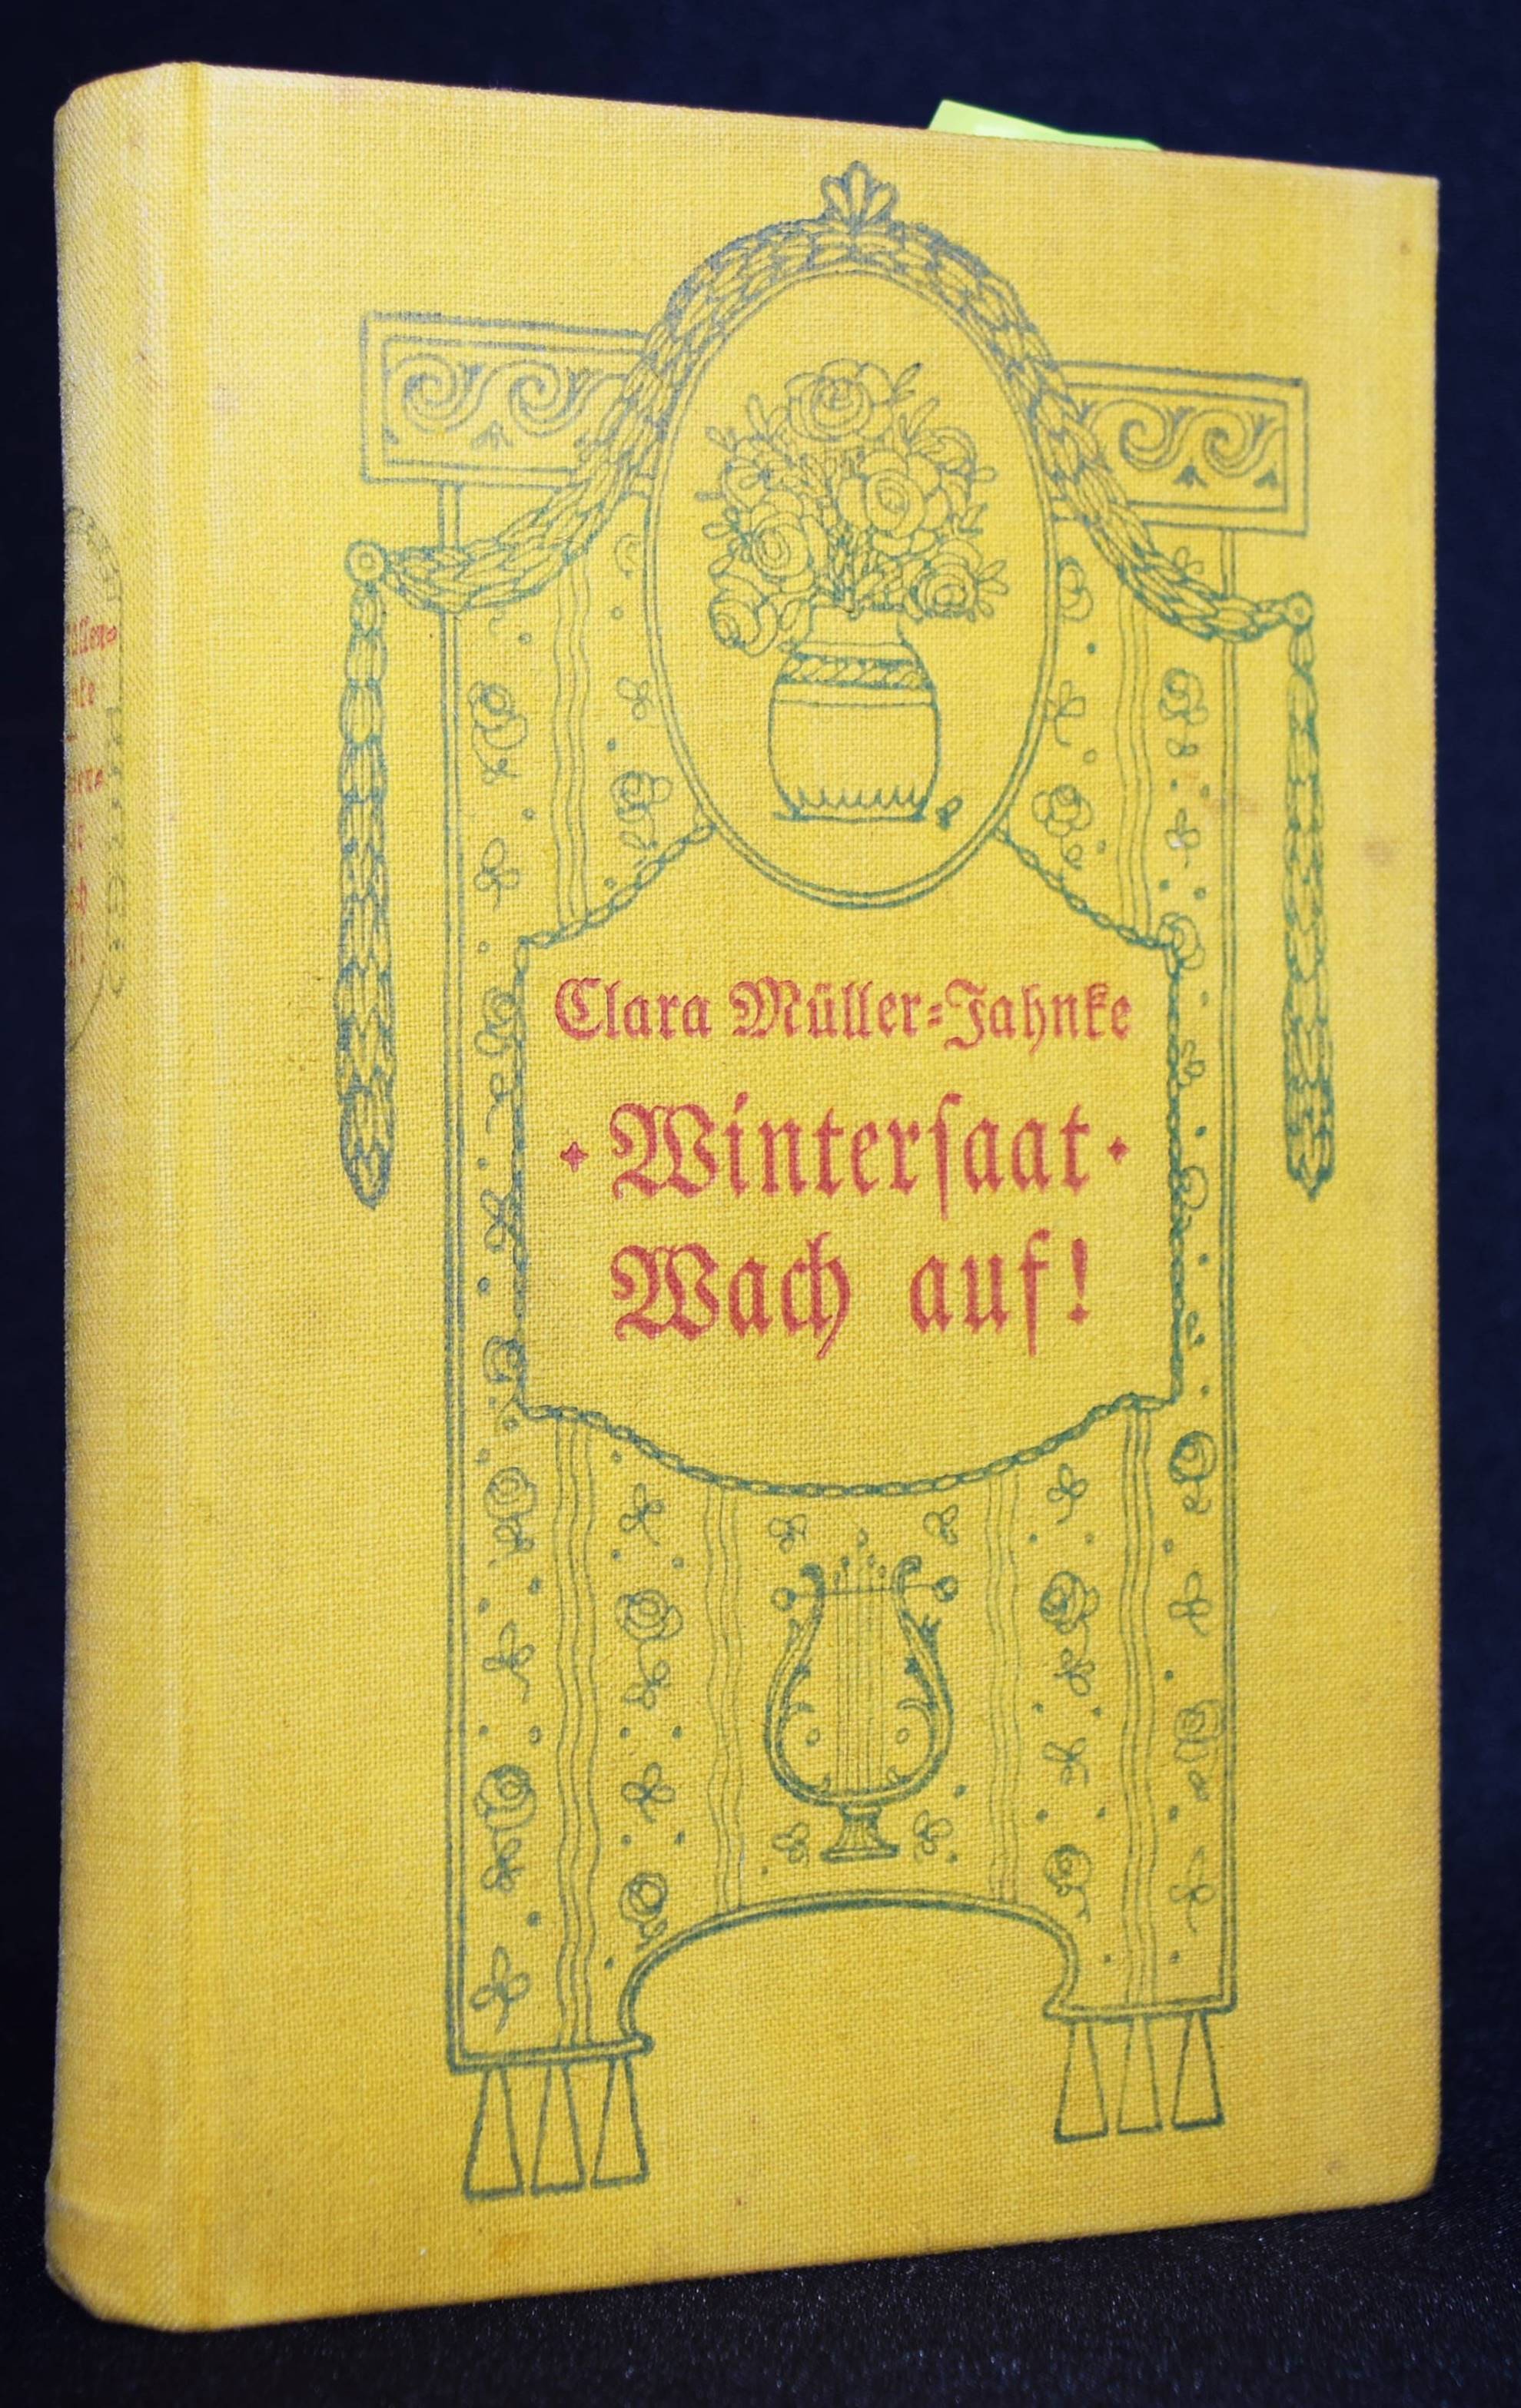 Clara Müller-Jahnke
Winterſaat
Wach auf!